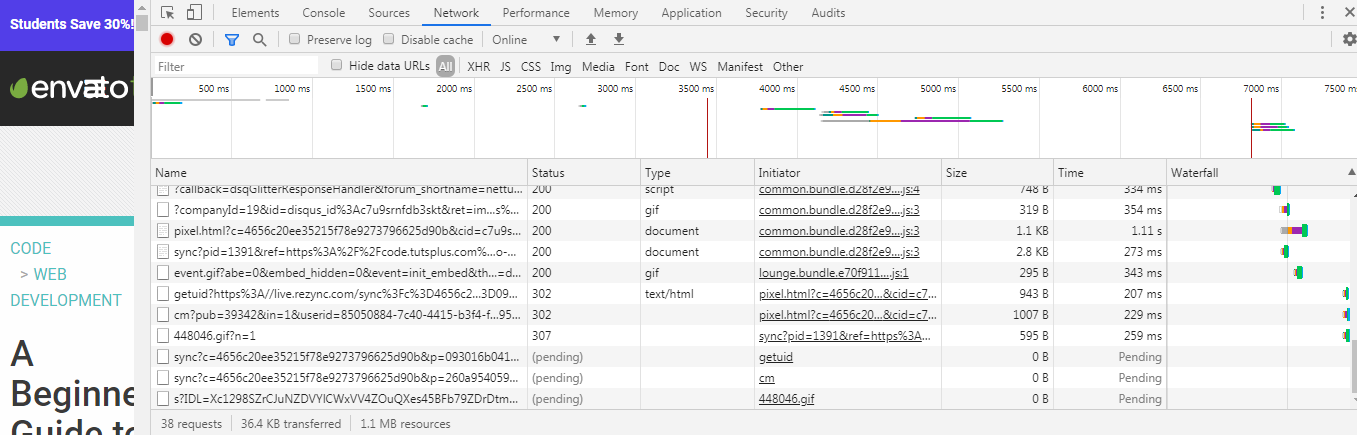 Students Save 30%!
envato
CODE
> WEB
DEVELOPMENT
A
Beginne
Guide to
Elements Console Sources Network Performance Memory Application Security Audits
Preserve log Disable cache Online
Filter Hide data URLs All XHR JS CSS Img Media Font Doc WS Manifest Other
500 ms 1000 ms 1500 ms 2000 ms 2500 ms 3000 ms 3500 ms 4000 ms 4500 ms 5000 ms 5500 ms 6000 ms 6500 ms 7000 ms 7500 ms
Name Status Type Initiator Size Time Waterfall
?callback=dsqGlitterResponseHandler&forum_shortname=nettu... 200 script common.bundle.d28f2e9....js:4 748 B 334 ms
?companyId=19&id=disqus_id%3Ac7u9srnfdb3skt&ret=im...s%... 200 gif common.bundle.d28f2e9....js:3 319 B 354 ms
pixel.html?c=4656c20ee35215f78e9273796625d90b&cid=c7u9s... 200 document common.bundle.d28f2e9....js:3 1.1 KB 1.11 s
sync?pid=1391&ref=https%3A%2F%2Fcode.tutsplus.com%...o-... 200 document common.bundle.d28f2e9....js:3 2.8 KB 273 ms
event.gif?abe=0&embed_hidden=0&event=init_embed&th...=d... 200 gif lounge.bundle.e70f911....js:1 295 B 343 ms
getuid?https%3A//live.rezync.com/sync%3Fc%3D4656c2...3D09... 302 text/html pixel.html?c=4656c20...&cid=c7... 943 B 207 ms
cm?pub=39342&in=1&userid=85050884-7c40-4415-b3f4-f...95... 302 pixel.html?c=4656c20...&cid=c7... 1007 B 229 ms
448046.gif?n=1 307 sync?pid=1391&ref=https%3A... 595 B 259 ms
sync?c=4656c20ee35215f78e9273796625d90b&p=093016b041... (pending) getuid 0 B Pending
sync?c=4656c20ee35215f78e9273796625d90b&p=260a954059... (pending) cm 0 B Pending
s?IDL=Xc1298SZrCJuNZDVYlCWxVV4ZOuQXes45BFb79ZDrDtm... (pending) 448046.gif 0 B Pending
38 requests 36.4 KB transferred 1.1 MB resources